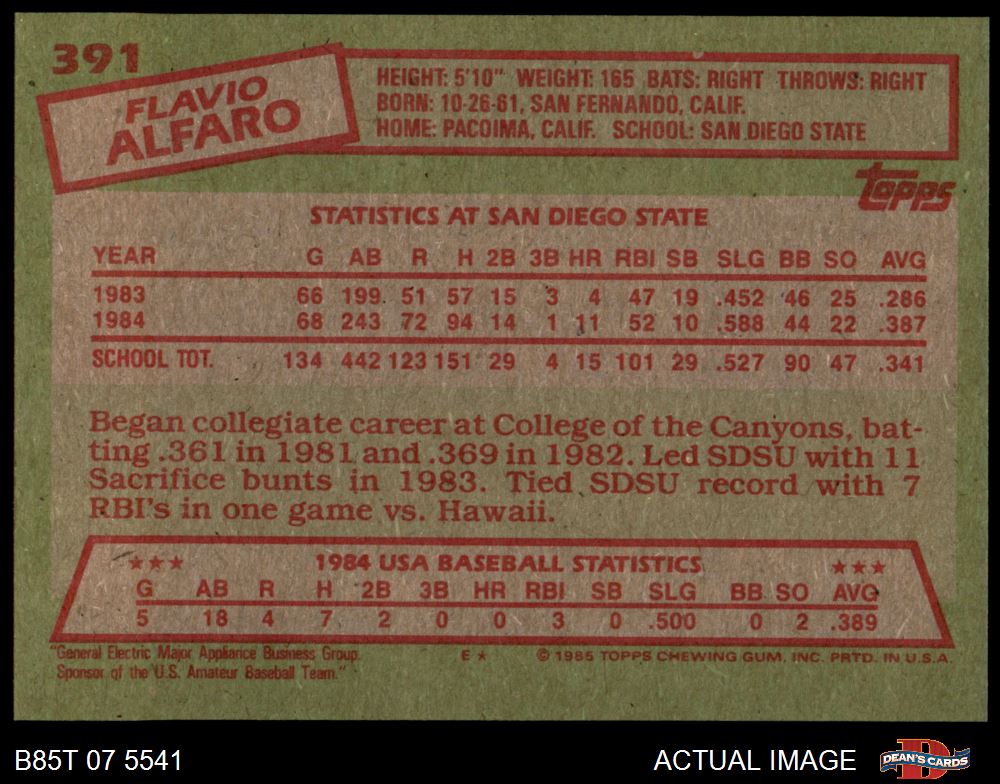 391
FLAVIO
ALFARO
HEIGHT: 5'10" WEIGHT: 165 BATS: RIGHT THROWS: RIGHT
BORN: 10-26-61, SAN FERNANDO, CALIF.
HOME: PACOIMA, CALIF. SCHOOL: SAN DIEGO STATE
topps
STATISTICS AT SAN DIEGO STATE
YEAR G AB R H 2B 3B HR RBI SB SLG BB SO AVG
1983 66 199 51 57 15 3 4 47 19 .452 46 25 .286
1984 68 243 72 94 14 1 11 52 10 .588 44 22 .387
SCHOOL TOT. 134 442 123 151 29 4 15 101 29 .527 90 47 .341
Began collegiate career at College of the Canyons, bat-
ting .361 in 1981 and .369 in 1982. Led SDSU with 11
Sacrifice bunts in 1983. Tied SDSU record with 7
RBI's in one game vs. Hawaii.
★★★ 1984 USA BASEBALL STATISTICS ★★★
G AB R H 2B 3B HR RBI SB SLG BB SO AVG
5 18 4 7 2 0 0 3 0 .500 0 2 .389
"General Electric Major Appliance Business Group.
Sponsor of the U.S. Amateur Baseball Team."
E ★ © 1985 TOPPS CHEWING GUM, INC. PRTD. IN U.S.A.
B85T 07 5541
ACTUAL IMAGE
DEAN'S CARDS